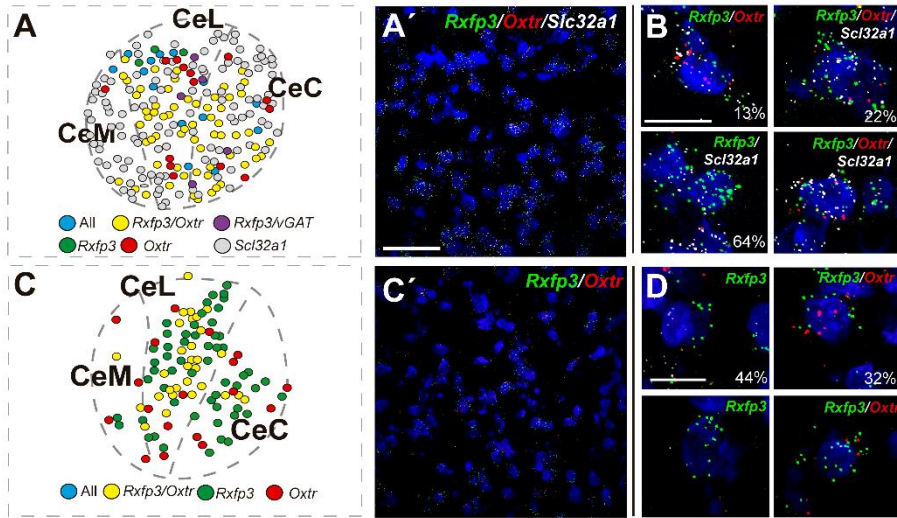 A
CeL
CeC
CeM
All Rxfp3/Oxtr Rxfp3/vGAT
Rxfp3 Oxtr Scl32a1
A´
Rxfp3/Oxtr/Slc32a1
B
Rxfp3/Oxtr
13%
Rxfp3/Oxtr/
Scl32a1
22%
Rxfp3/
Scl32a1
64%
Rxfp3/Oxtr/
Scl32a1
C
CeL
CeM
CeC
All Rxfp3/Oxtr Rxfp3 Oxtr
C´
Rxfp3/Oxtr
D
Rxfp3
44%
Rxfp3/Oxtr
32%
Rxfp3
Rxfp3/Oxtr